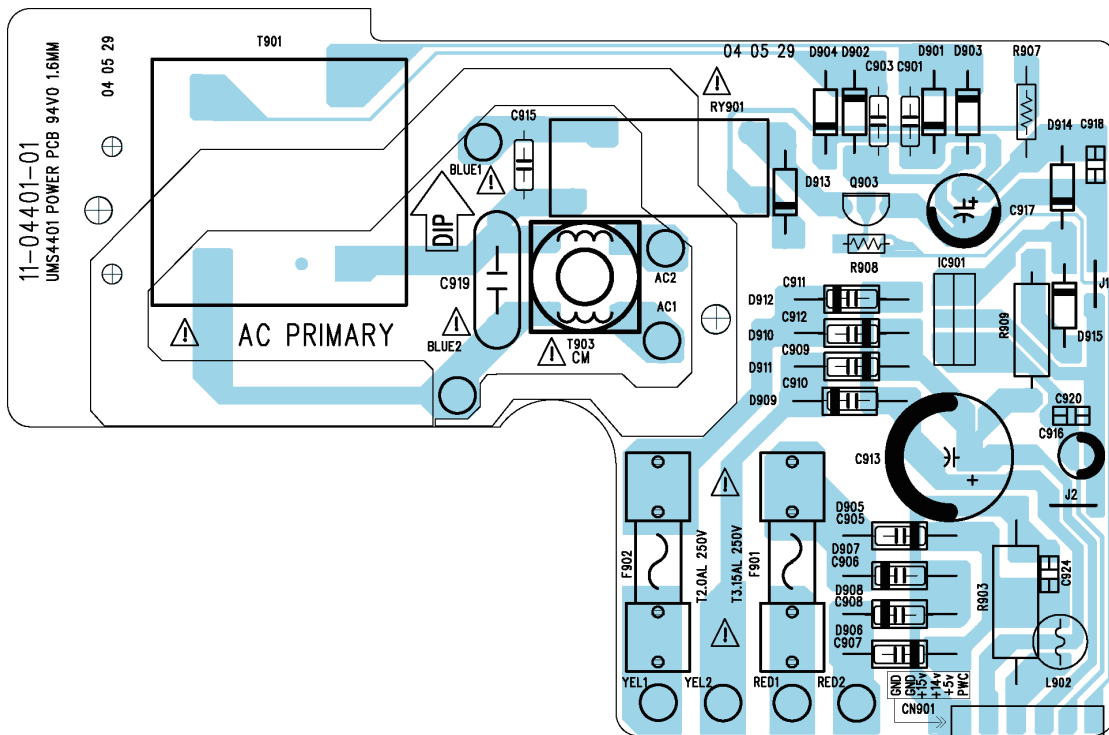 11-04401-01
UMS4401 POWER PCB 94V0 1.6MM
04 05 29
T901
C915
BLUE1
DIP
C919
BLUE2
AC PRIMARY
T903
CM
AC2
AC1
RY901
04 05 29
D904
D902
C903
C901
D901
D903
R907
D914
C918
D913
Q903
R908
C917
IC901
J1
R909
D915
C911
D912
C912
D910
C909
D911
C910
D909
C920
C916
C913
J2
F902
T2.0AL 250V
T3.15AL 250V
F901
D905
C905
D907
C906
D908
C908
D906
C907
R903
C924
L902
YEL1
YEL2
RED1
RED2
GND
GND
+15v
+14v
+5v
PWC
CN901